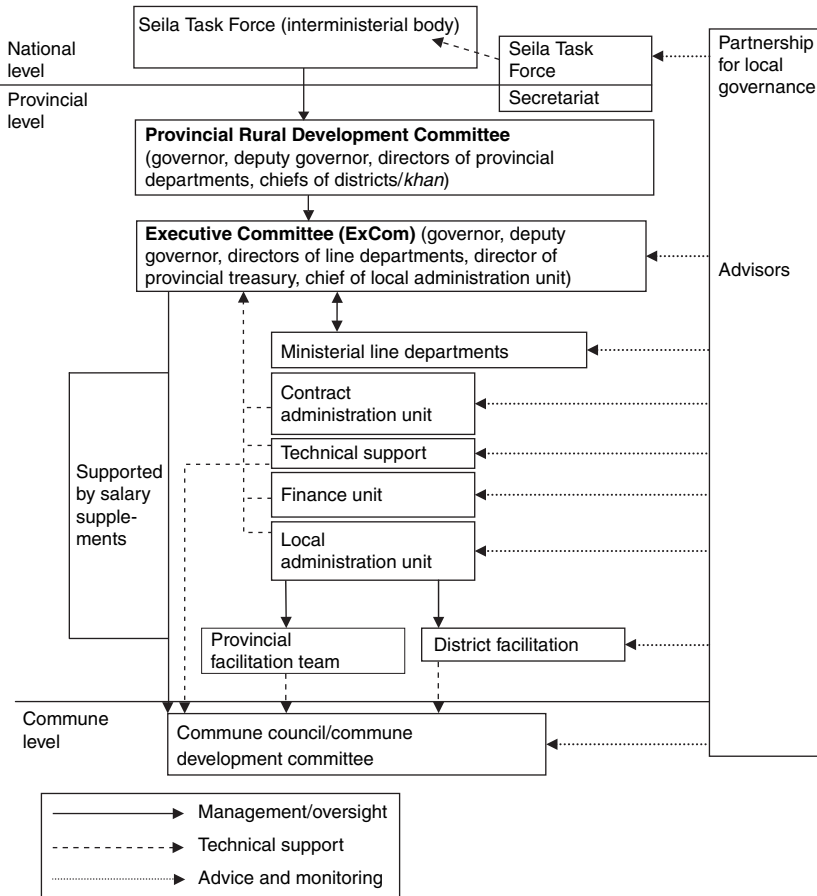 Seila Task Force (interministerial body)
National
level
Seila Task
Force
Secretariat
Partnership
for local
governance
Provincial
level
Provincial Rural Development Committee
(governor, deputy governor, directors of provincial
departments, chiefs of districts/khan)
Executive Committee (ExCom) (governor, deputy
governor, directors of line departments, director of
provincial treasury, chief of local administration unit)
Advisors
Ministerial line departments
Contract
administration unit
Technical support
Supported
by salary
supple-
ments
Finance unit
Local
administration unit
Provincial
facilitation team
District facilitation
Commune
level
Commune council/commune
development committee
Management/oversight
Technical support
Advice and monitoring